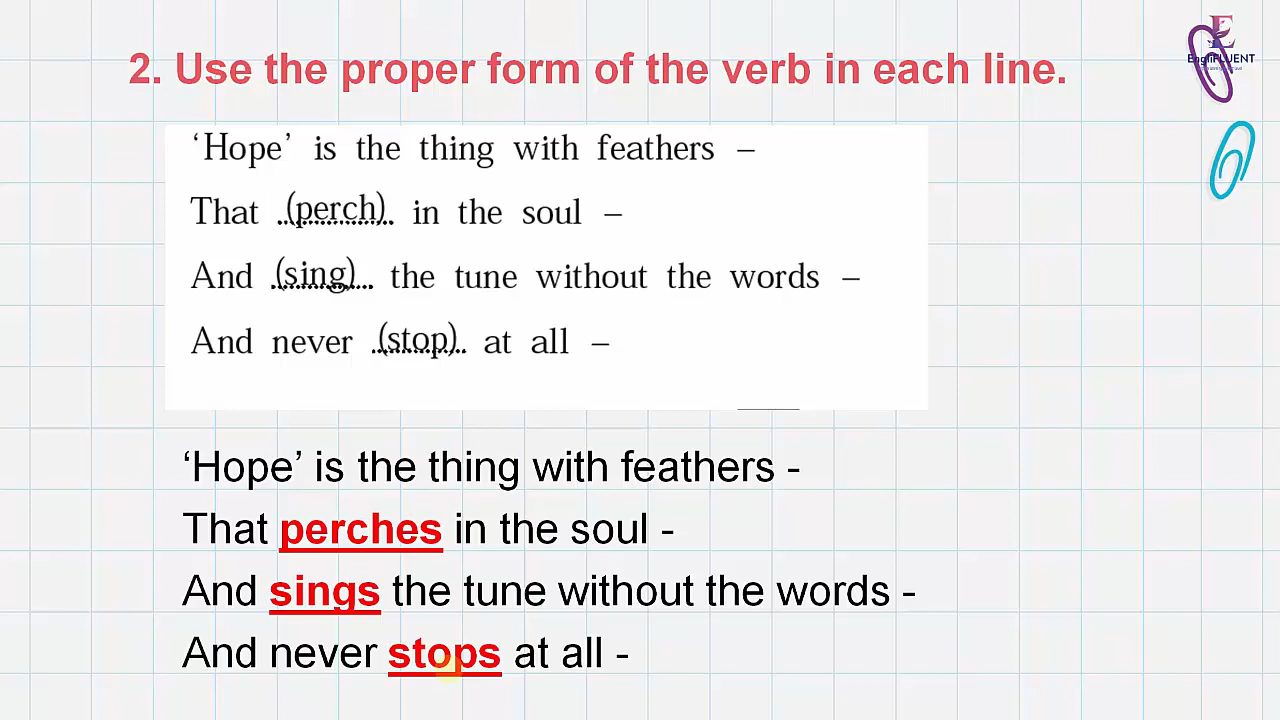 2. Use the proper form of the verb in each line.
E
EngliFLUENT
‘Hope’ is the thing with feathers –
That (perch) in the soul –
And (sing) the tune without the words –
And never (stop) at all –
‘Hope’ is the thing with feathers -
That perches in the soul -
And sings the tune without the words -
And never stops at all -